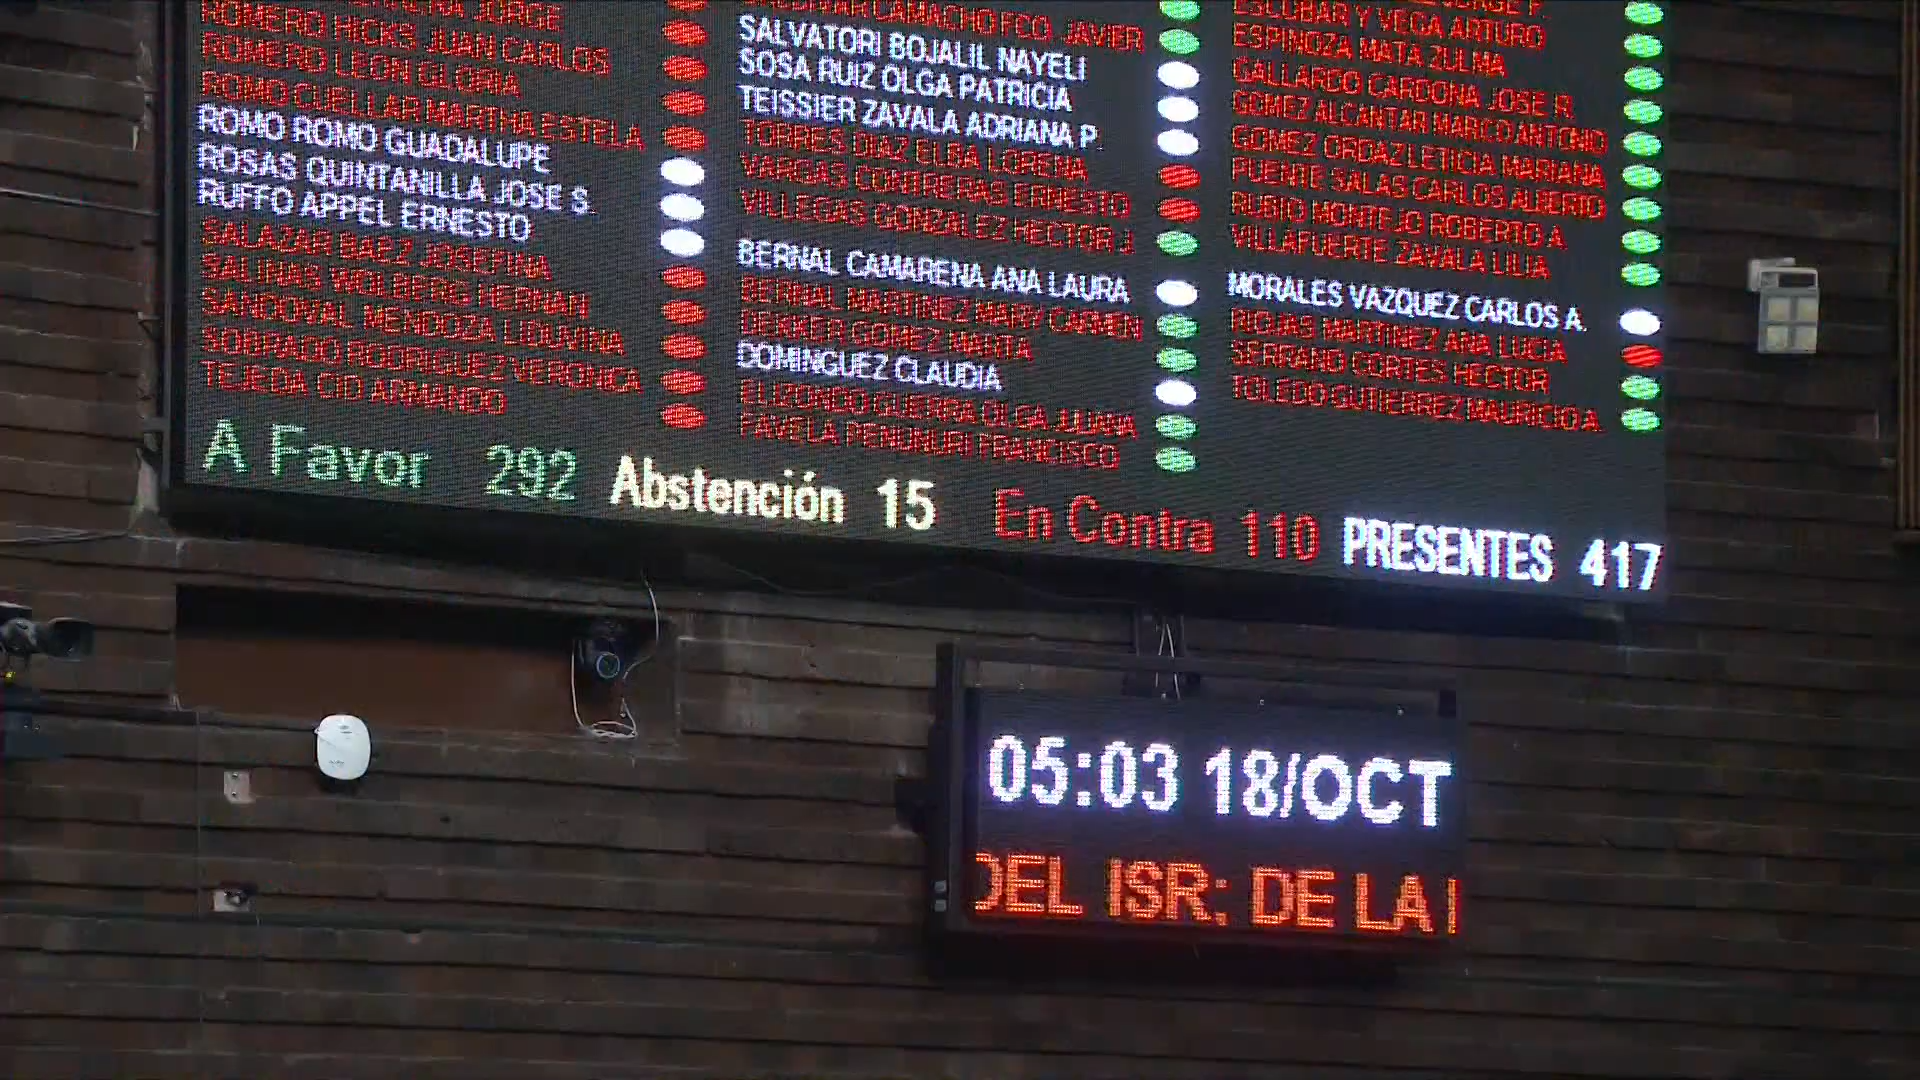 JORGE
ROMERO HICKS JUAN CARLOS
ROMERO LEON GLORIA
ROMO CUELLAR MARTHA ESTELA
ROMO ROMO GUADALUPE
ROSAS QUINTANILLA JOSE S.
RUFFO APPEL ERNESTO
SALAZAR BAEZ JOSEFINA
SALINAS WOLBERG HERNAN
SANDOVAL MENDOZA LIDUVINA
SOBRADO RODRIGUEZ VERONICA
TEJEDA CID ARMANDO
CAMACHO FCO. JAVIER
SALVATORI BOJALIL NAYELI
SOSA RUIZ OLGA PATRICIA
TEISSIER ZAVALA ADRIANA P.
TORRES DIAZ ELBA LORENA
VARGAS CONTRERAS ERNESTO
VILLEGAS GONZALEZ HECTOR J.
BERNAL CAMARENA ANA LAURA
BERNAL MARTINEZ MARY CARMEN
DEKKER GOMEZ MARTA
DOMINGUEZ CLAUDIA
ELIZONDO GUERRA OLGA JULIANA
FAVELA PEÑUÑURI FRANCISCO
ESCOBAR Y VEGA ARTURO
ESPINOZA MATA ZULMA
GALLARDO CARDONA JOSE R.
GOMEZ ALCANTAR MARCO ANTONIO
GOMEZ ORDAZ LETICIA MARIANA
PUENTE SALAS CARLOS ALBERTO
RUBIO MONTEJO ROBERTO A.
VILLAFUERTE ZAVALA LILIA
MORALES VAZQUEZ CARLOS A.
RIOJAS MARTINEZ ANA LUCIA
SERRANO CORTES HECTOR
TOLEDO GUTIERREZ MAURICIO A.
A Favor 292 Abstención 15 En Contra 110 PRESENTES 417
05:03 18/OCT
DEL ISR; DE LA